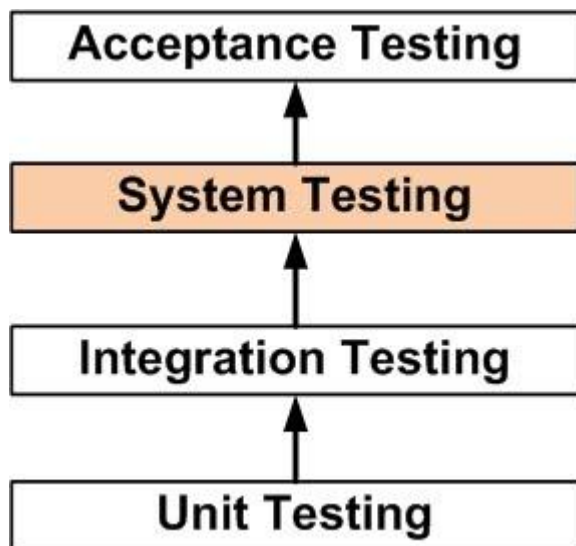 Acceptance Testing
System Testing
Integration Testing
Unit Testing